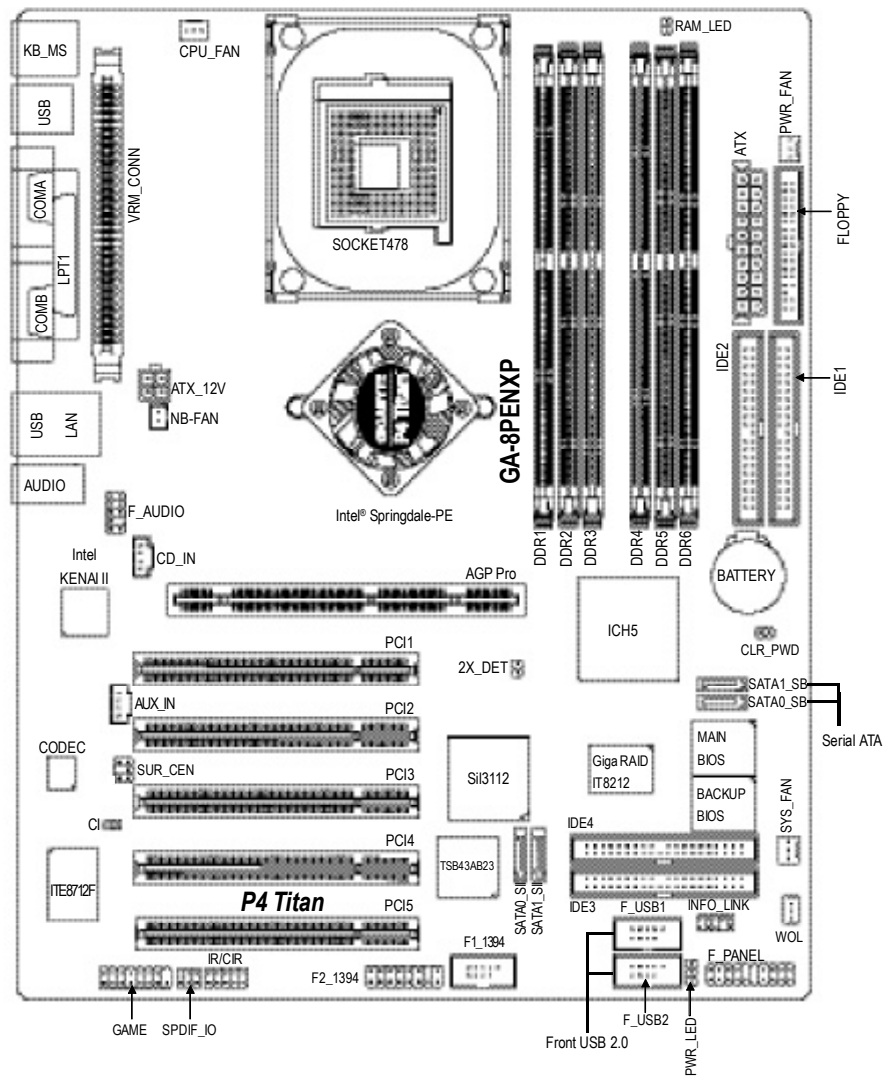 KB_MS
CPU_FAN
RAM_LED
USB
PWR_FAN
ATX
COMA
VRM_CONN
FLOPPY
LPT1
SOCKET478
COMB
IDE2
IDE1
ATX_12V
NB-FAN
USB
LAN
GA-8PENXP
AUDIO
F_AUDIO
Intel® Springdale-PE
DDR1
DDR2
DDR3
DDR4
DDR5
DDR6
CD_IN
Intel
KENAI II
BATTERY
AGP Pro
ICH5
CLR_PWD
PCI1
2X_DET
SATA1_SB
SATA0_SB
AUX_IN
PCI2
Serial ATA
MAIN
BIOS
CODEC
SUR_CEN
PCI3
SiI3112
Giga RAID
IT8212
BACKUP
BIOS
SYS_FAN
CI
IDE4
PCI4
TSB43AB23
SATA0_SII
SATA1_SII
ITE8712F
P4 Titan
IDE3
F_USB1
INFO_LINK
PCI5
WOL
IR/CIR
F2_1394
F1_1394
F_PANEL
GAME
SPDIF_IO
F_USB2
PWR_LED
Front USB 2.0